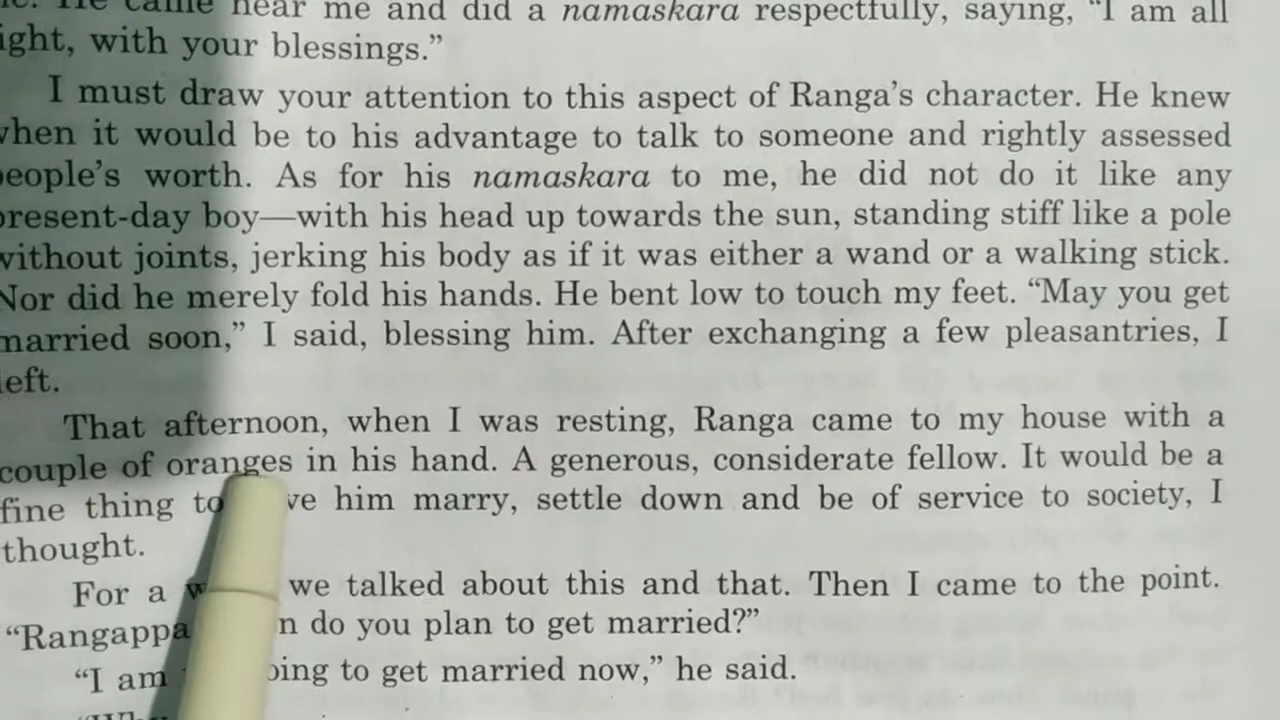 He came near me and did a namaskara respectfully, saying, “I am all
ight, with your blessings.”
I must draw your attention to this aspect of Ranga’s character. He knew
when it would be to his advantage to talk to someone and rightly assessed
people’s worth. As for his namaskara to me, he did not do it like any
present-day boy—with his head up towards the sun, standing stiff like a pole
without joints, jerking his body as if it was either a wand or a walking stick.
Nor did he merely fold his hands. He bent low to touch my feet. “May you get
married soon,” I said, blessing him. After exchanging a few pleasantries, I
left.
That afternoon, when I was resting, Ranga came to my house with a
couple of oranges in his hand. A generous, considerate fellow. It would be a
fine thing to ve him marry, settle down and be of service to society, I
thought.
For a w we talked about this and that. Then I came to the point.
“Rangappa n do you plan to get married?”
“I am oing to get married now,” he said.